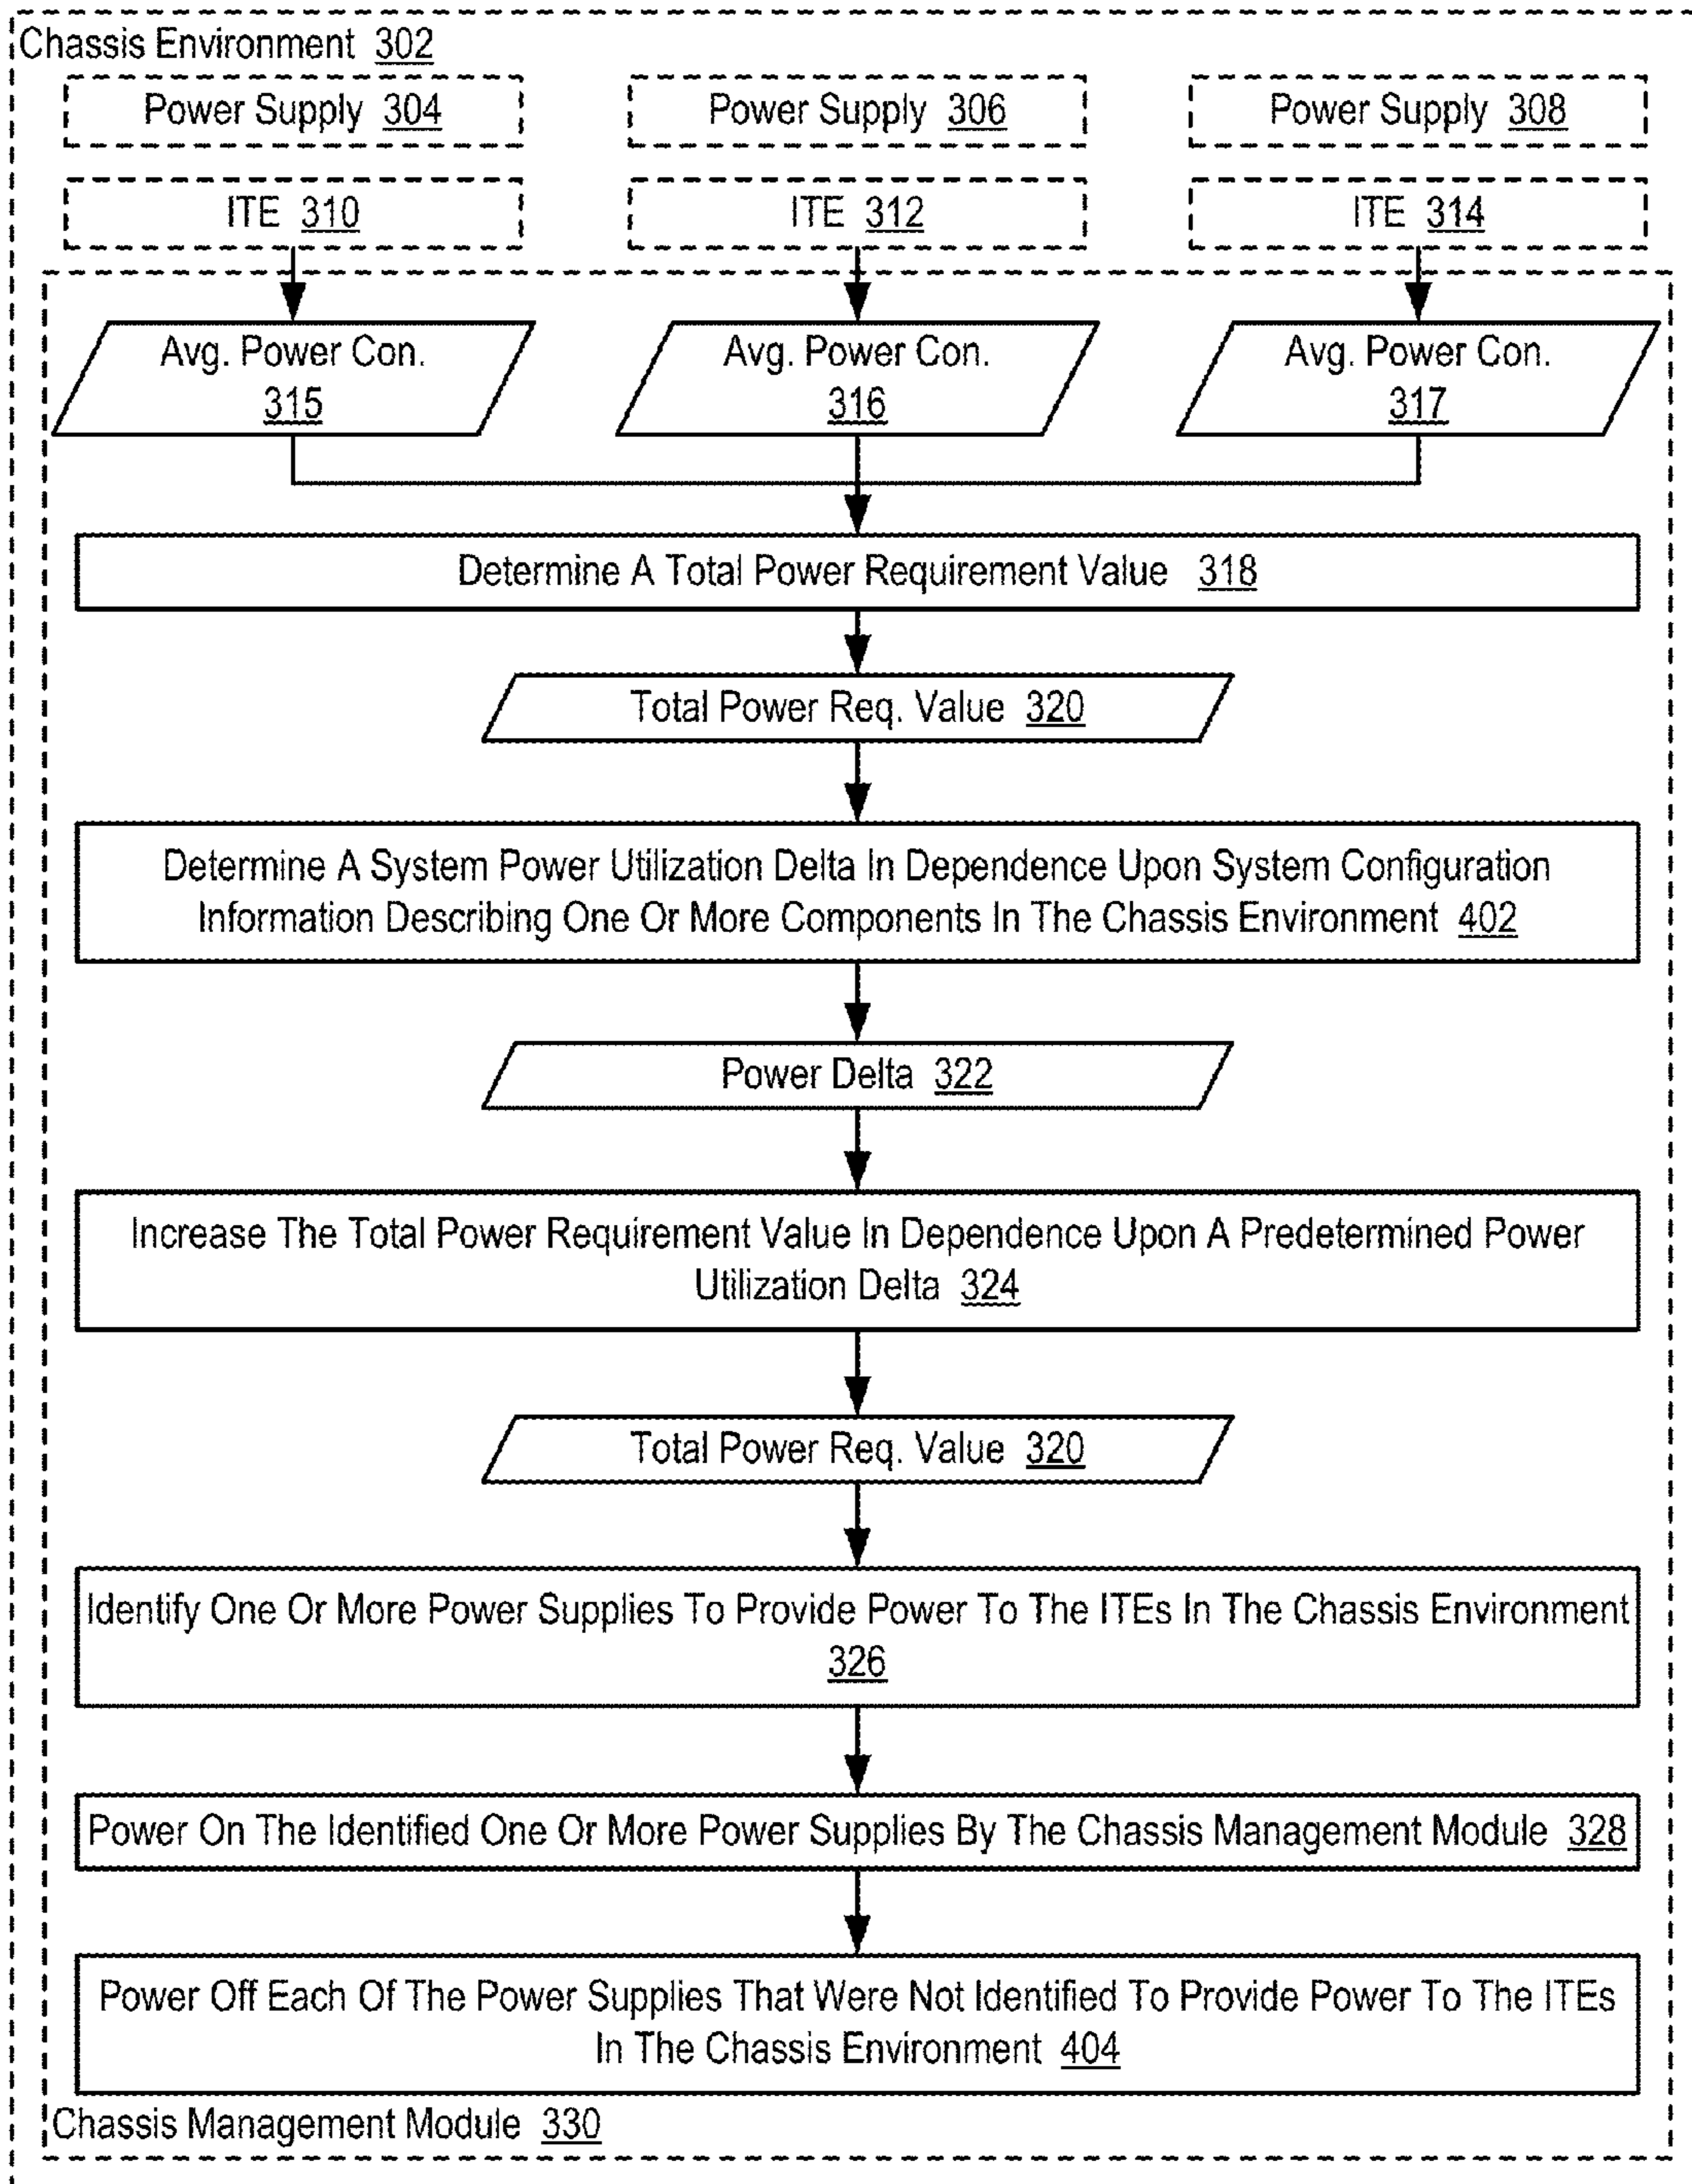 Chassis Environment 302
Power Supply 304
Power Supply 306
Power Supply 308
ITE 310
ITE 312
ITE 314
Avg. Power Con.
315
Avg. Power Con.
316
Avg. Power Con.
317
Determine A Total Power Requirement Value 318
Total Power Req. Value 320
Determine A System Power Utilization Delta In Dependence Upon System Configuration
Information Describing One Or More Components In The Chassis Environment 402
Power Delta 322
Increase The Total Power Requirement Value In Dependence Upon A Predetermined Power
Utilization Delta 324
Total Power Req. Value 320
Identify One Or More Power Supplies To Provide Power To The ITEs In The Chassis Environment
326
Power On The Identified One Or More Power Supplies By The Chassis Management Module 328
Power Off Each Of The Power Supplies That Were Not Identified To Provide Power To The ITEs
In The Chassis Environment 404
Chassis Management Module 330